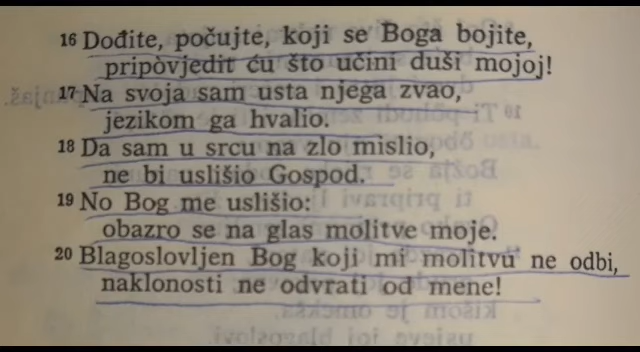 16 Dođite, počujte, koji se Boga bojite,
pripòvjedit ću što učini duši mojoj!
17 Na svoja sam usta njega zvao,
jezikom ga hvalio.
18 Da sam u srcu na zlo mislio,
ne bi uslišio Gospod.
19 No Bog me uslišio:
obazro se na glas molitve moje.
20 Blagoslovljen Bog koji mi molitvu ne odbi,
naklonosti ne odvrati od mene!